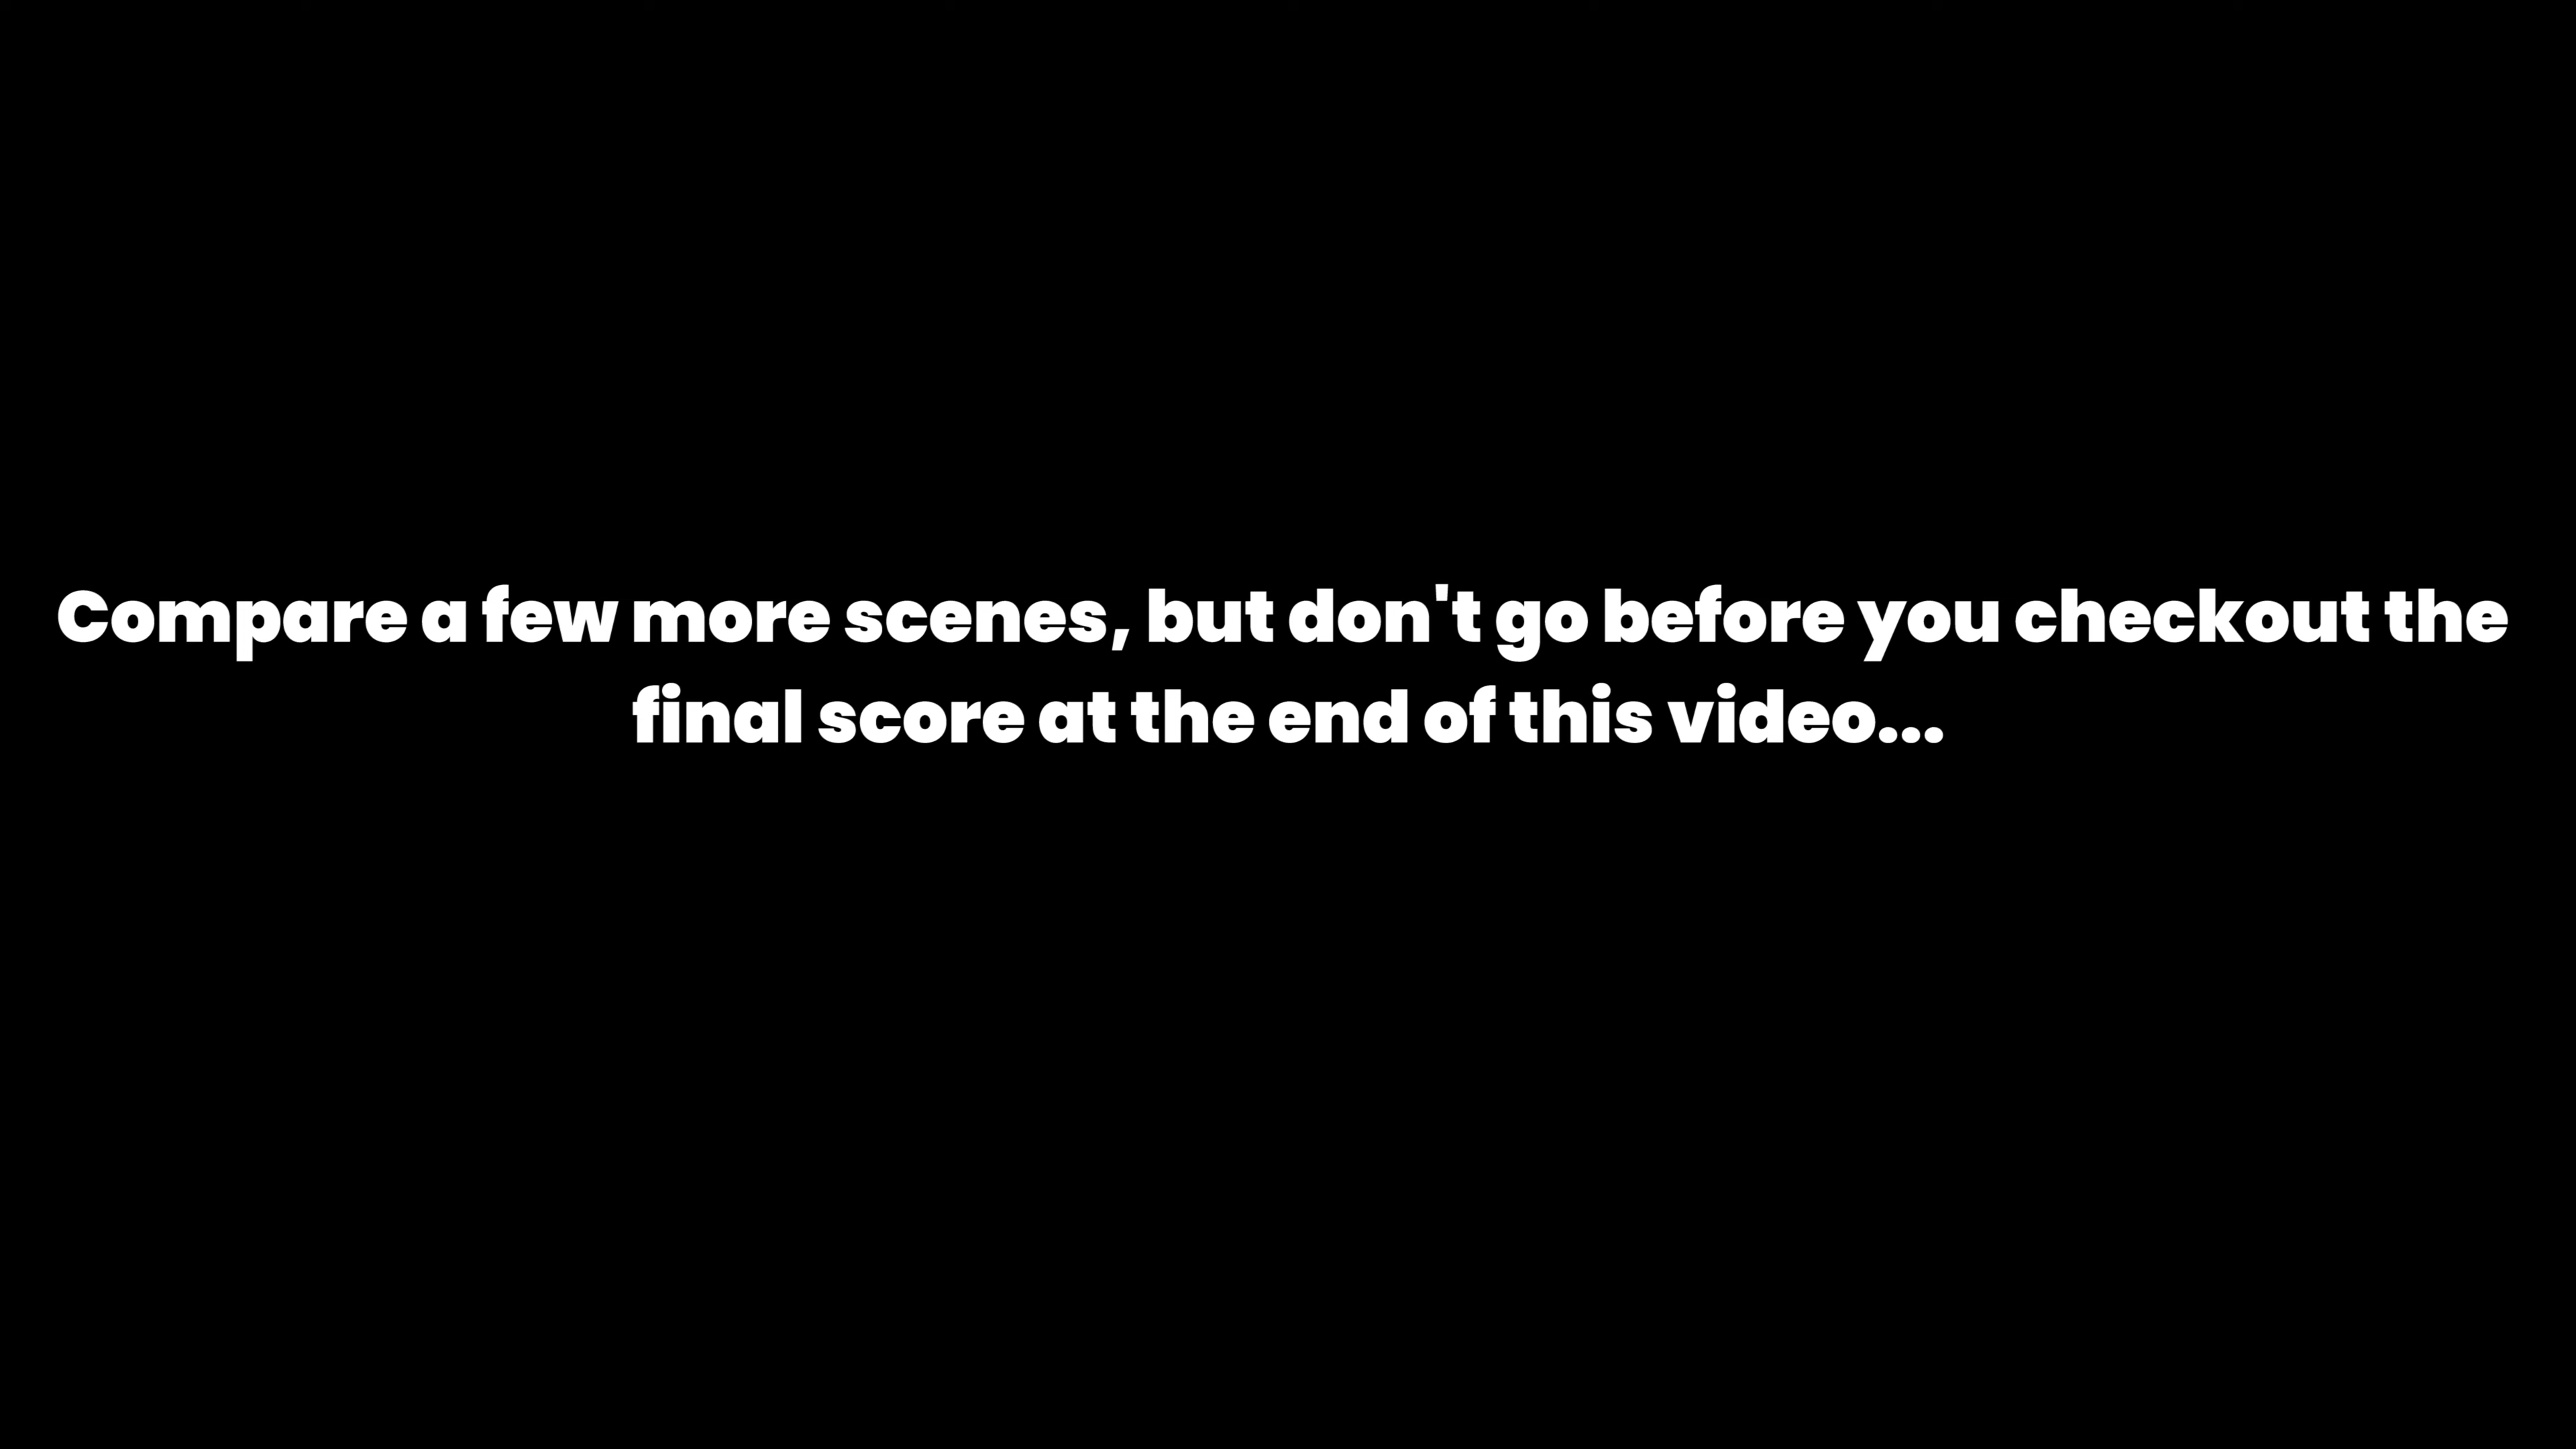 Compare a few more scenes, but don't go before you checkout the
final score at the end of this video...